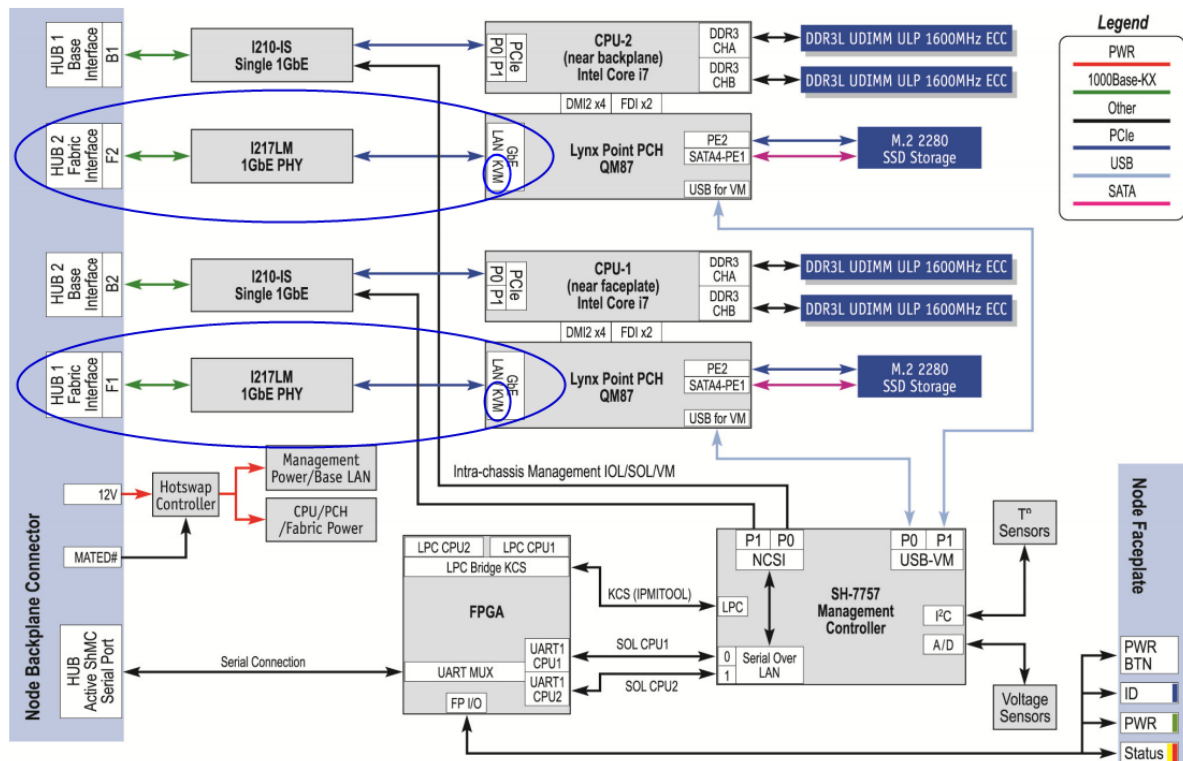 HUB 1
Base
Interface
B1
I210-IS
Single 1GbE
P0 P1
PCIe
CPU-2
(near backplane)
Intel Core i7
DDR3
CHA
DDR3
CHB
DDR3L UDIMM ULP 1600MHz ECC
DDR3L UDIMM ULP 1600MHz ECC
DMI2 x4
FDI x2
HUB 2
Fabric
Interface
F2
I217LM
1GbE PHY
GbE
LAN
KVM
Lynx Point PCH
QM87
PE2
SATA4-PE1
USB for VM
M.2 2280
SSD Storage
HUB 2
Base
Interface
B2
I210-IS
Single 1GbE
P0 P1
PCIe
CPU-1
(near faceplate)
Intel Core i7
DDR3
CHA
DDR3
CHB
DDR3L UDIMM ULP 1600MHz ECC
DDR3L UDIMM ULP 1600MHz ECC
DMI2 x4
FDI x2
HUB 1
Fabric
Interface
F1
I217LM
1GbE PHY
GbE
LAN
KVM
Lynx Point PCH
QM87
PE2
SATA4-PE1
USB for VM
M.2 2280
SSD Storage
Legend
PWR
1000Base-KX
Other
PCIe
USB
SATA
Node Backplane Connector
12V
MATED#
Hotswap
Controller
Management
Power/Base LAN
CPU/PCH
/Fabric Power
Intra-chassis Management IOL/SOL/VM
HUB
Active ShMC
Serial Port
Serial Connection
LPC CPU2
LPC CPU1
LPC Bridge KCS
FPGA
UART1
CPU1
UART MUX
UART1
CPU2
FP I/O
KCS (IPMITOOL)
SOL CPU1
SOL CPU2
P1 P0
NCSI
P0 P1
USB-VM
LPC
SH-7757
Management
Controller
0
1
Serial Over
LAN
I²C
A/D
Tº
Sensors
Voltage
Sensors
Node Faceplate
PWR
BTN
ID
PWR
Status